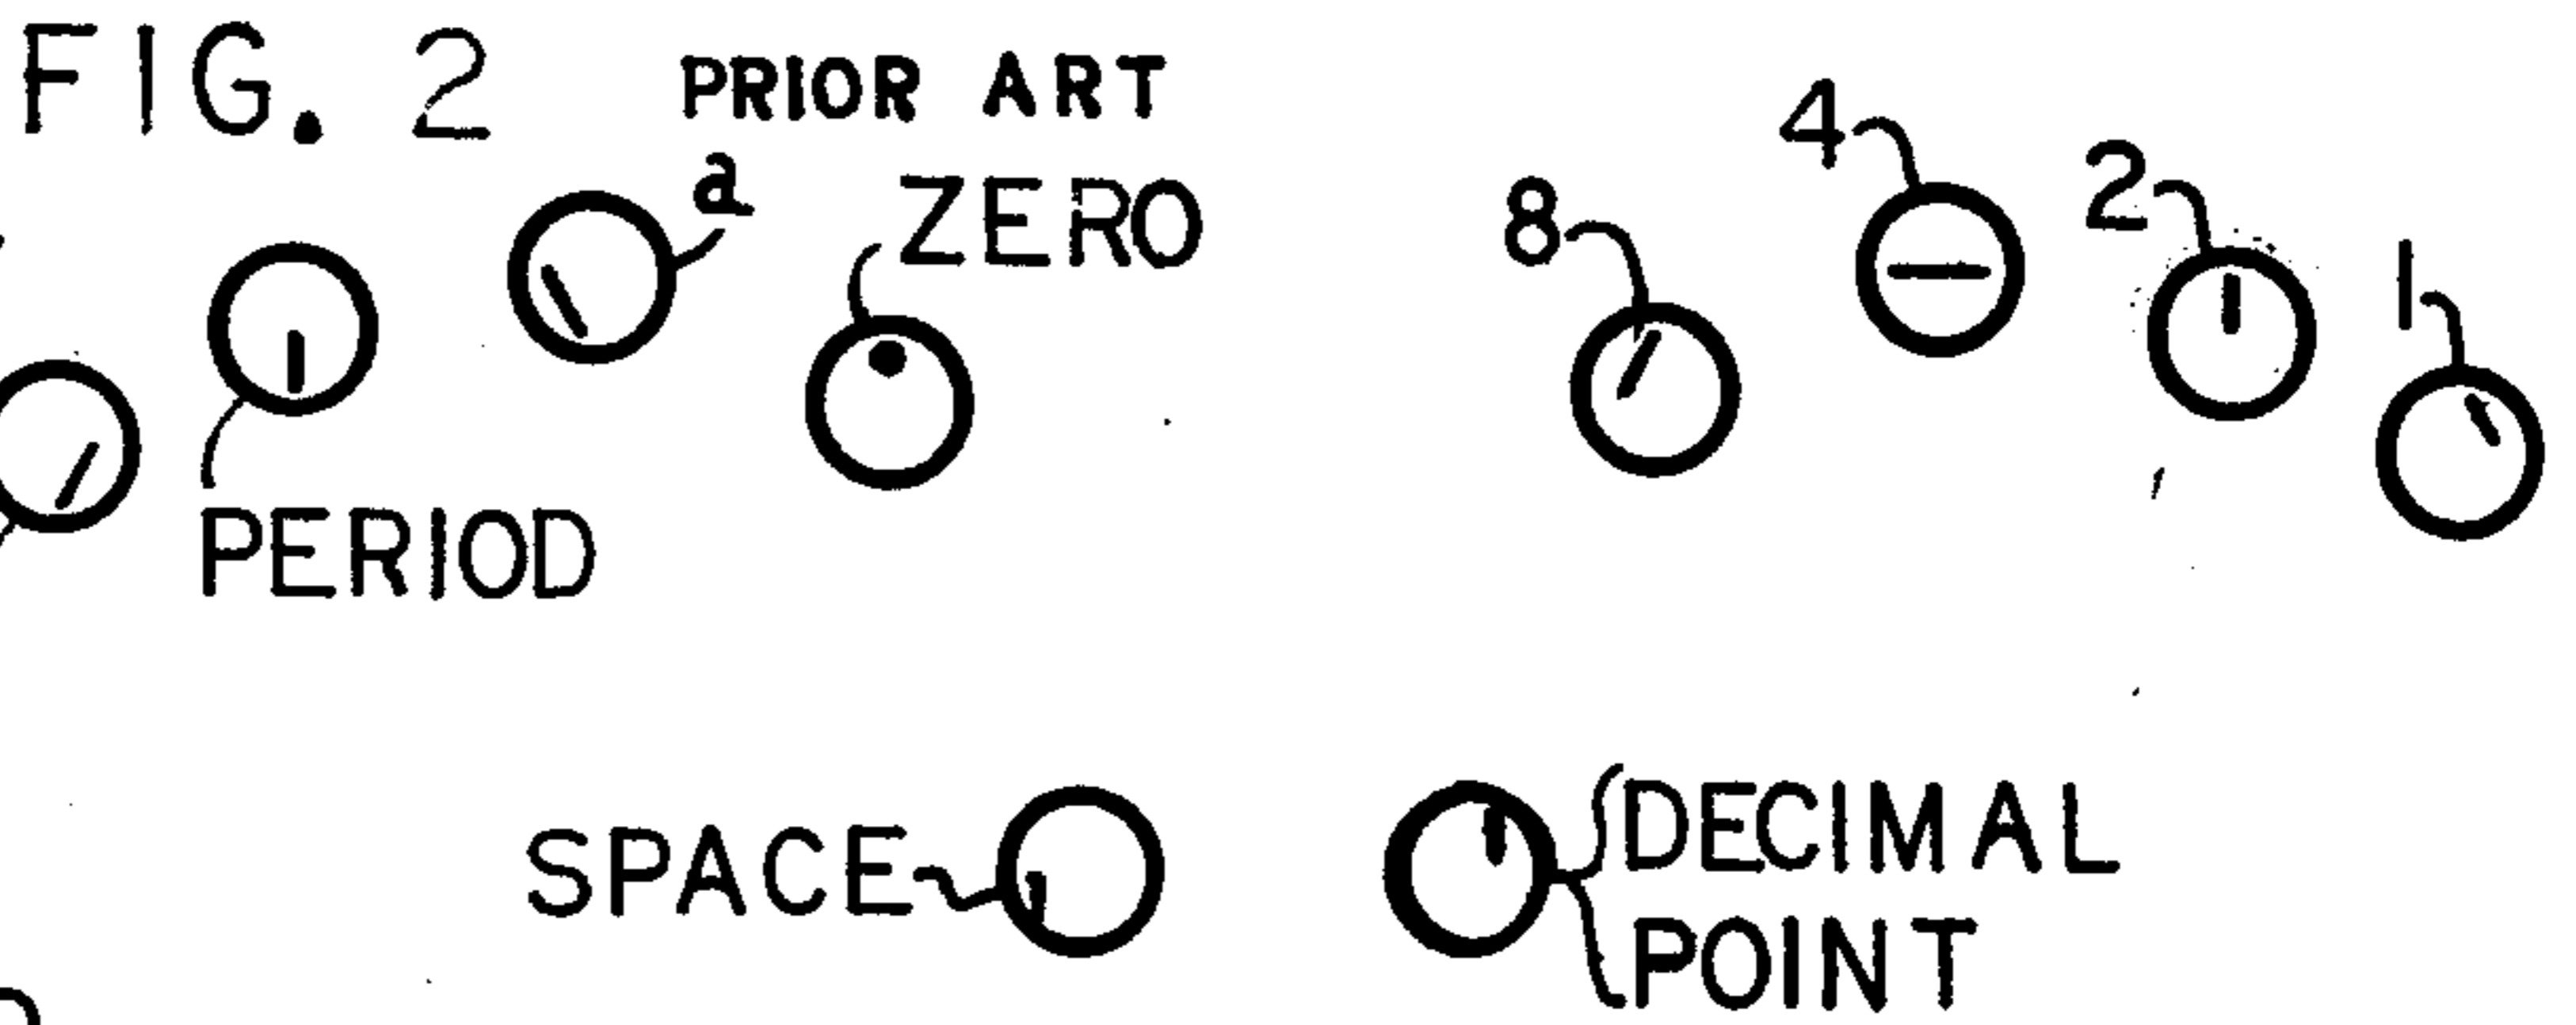 FIG. 2
PRIOR ART
a
ZERO
8
4
2
1
PERIOD
SPACE
DECIMAL
POINT